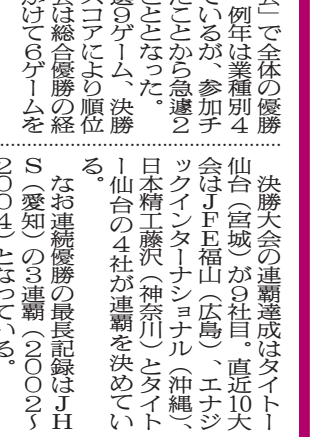 会」で全体の優勝
例年は業種別４
ているが、参加チ
たことから急遽２
こととなった。
選９ゲーム、決勝
スコアにより順位
会は総合優勝の経
がけて６ゲームを
決勝大会の連覇達成はタイトー
仙台（宮城）が９社目。直近10大
会はＪＦＥ福山（広島）、エナジ
ックインターナショナル（沖縄）、
日本精工藤沢（神奈川）とタイト
ー仙台の４社が連覇を決めてい
る。
なお連続優勝の最長記録はＪＨ
Ｓ（愛知）の３連覇（２００２〜
２００４）となっている。